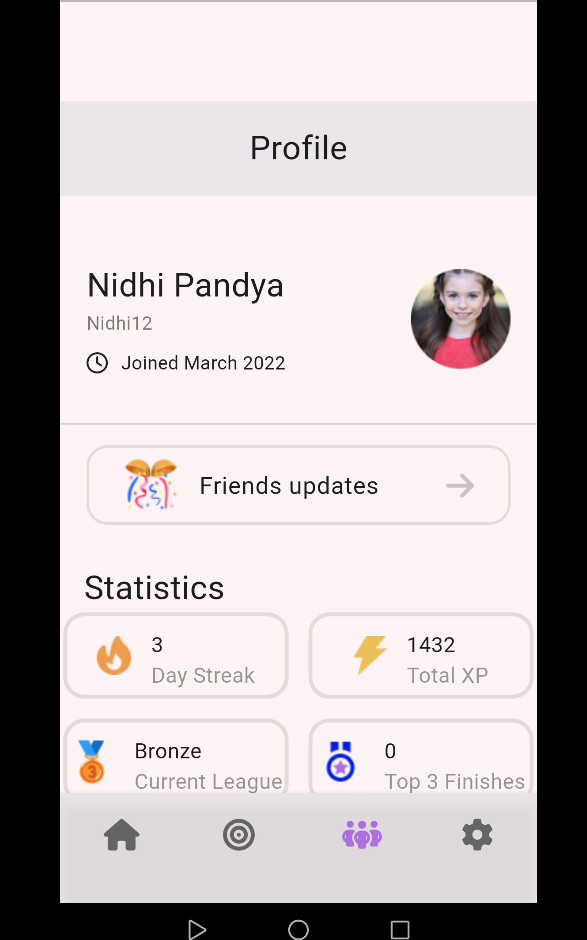 Profile
Nidhi Pandya
Nidhi12
Joined March 2022
Friends updates
Statistics
3
Day Streak
1432
Total XP
3
Bronze
Current League
0
Top 3 Finishes